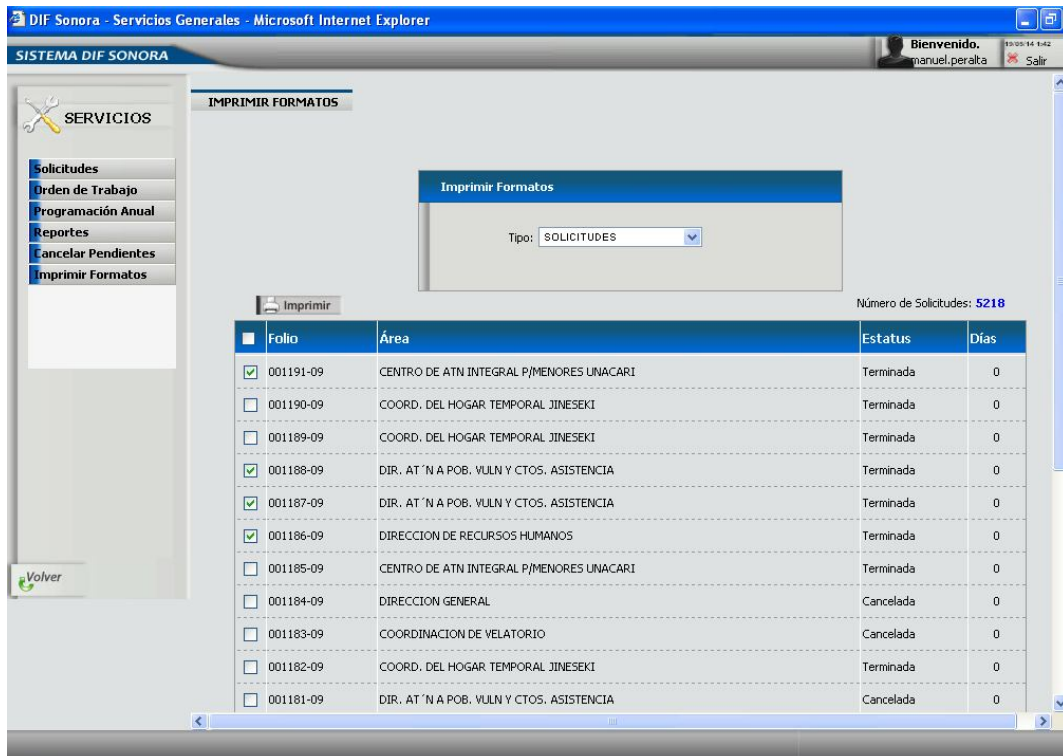 DIF Sonora - Servicios Generales - Microsoft Internet Explorer
SISTEMA DIF SONORA
Bienvenido.
manuel.peralta
Salir
SERVICIOS
Solicitudes
Orden de Trabajo
Programación Anual
Reportes
Cancelar Pendientes
Imprimir Formatos
Volver
IMPRIMIR FORMATOS
Imprimir Formatos
Tipo: SOLICITUDES
Imprimir
Número de Solicitudes: 5218
Folio Área Estatus Días
001191-09 CENTRO DE ATN INTEGRAL P/MENORES UNACARI Terminada 0
001190-09 COORD. DEL HOGAR TEMPORAL JINESEKI Terminada 0
001189-09 COORD. DEL HOGAR TEMPORAL JINESEKI Terminada 0
001188-09 DIR. AT´N A POB. VULN Y CTOS. ASISTENCIA Terminada 0
001187-09 DIR. AT´N A POB. VULN Y CTOS. ASISTENCIA Terminada 0
001186-09 DIRECCION DE RECURSOS HUMANOS Terminada 0
001185-09 CENTRO DE ATN INTEGRAL P/MENORES UNACARI Terminada 0
001184-09 DIRECCION GENERAL Cancelada 0
001183-09 COORDINACION DE VELATORIO Cancelada 0
001182-09 COORD. DEL HOGAR TEMPORAL JINESEKI Terminada 0
001181-09 DIR. AT´N A POB. VULN Y CTOS. ASISTENCIA Cancelada 0